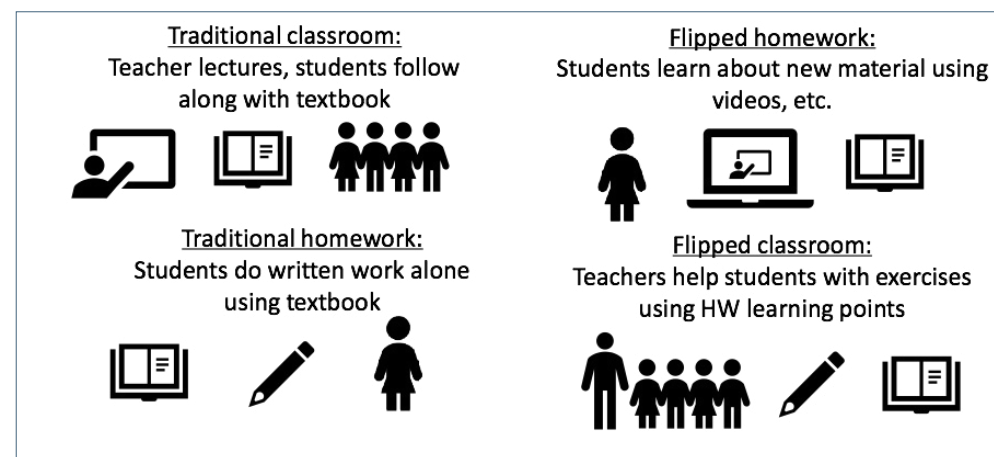 Traditional classroom:
Teacher lectures, students follow
along with textbook
Traditional homework:
Students do written work alone
using textbook
Flipped homework:
Students learn about new material using
videos, etc.
Flipped classroom:
Teachers help students with exercises
using HW learning points